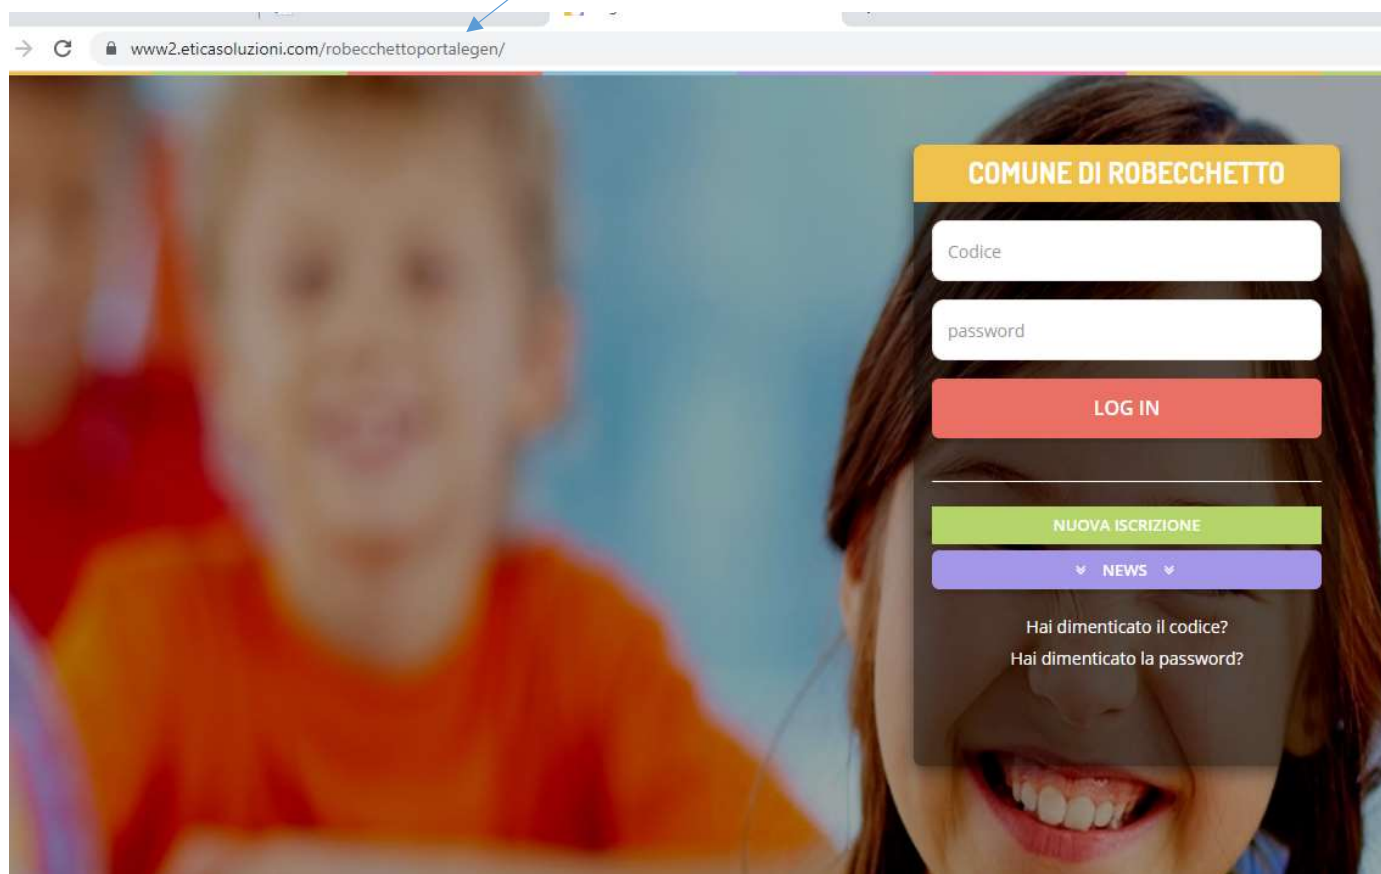 www2.eticasoluzioni.com/robecchettoportalegen/
COMUNE DI ROBECCHETTO
Codice
password
LOG IN
NUOVA ISCRIZIONE
NEWS
Hai dimenticato il codice?
Hai dimenticato la password?